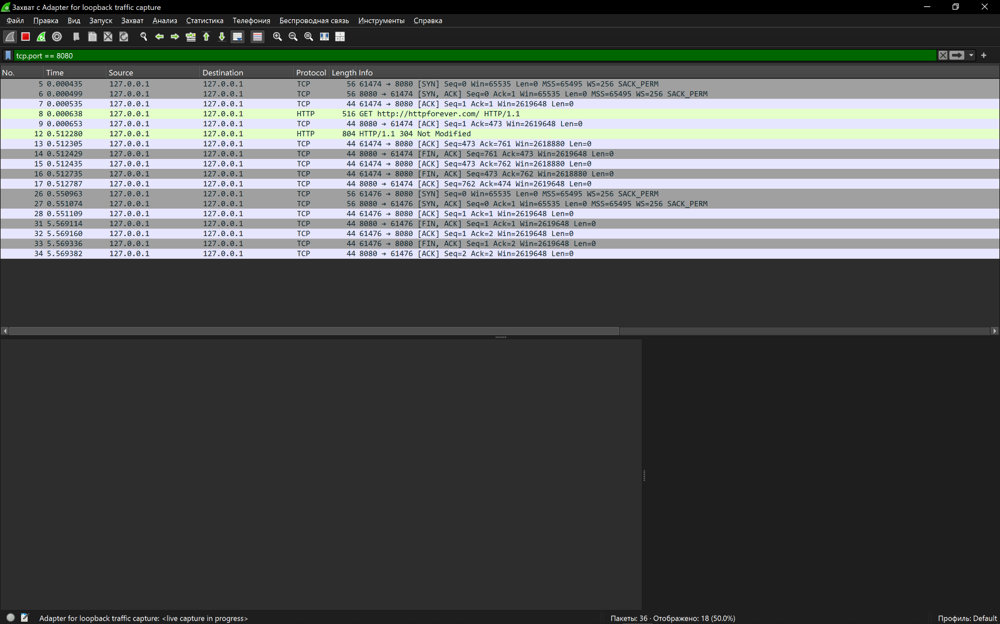 Захват с Adapter for loopback traffic capture
Файл Правка Вид Запуск Захват Анализ Статистика Телефония Беспроводная связь Инструменты Справка
tcp.port == 8080
No. Time Source Destination Protocol Length Info
5 0.000435 127.0.0.1 127.0.0.1 TCP 56 61474 → 8080 [SYN] Seq=0 Win=65535 Len=0 MSS=65495 WS=256 SACK_PERM
6 0.000499 127.0.0.1 127.0.0.1 TCP 56 8080 → 61474 [SYN, ACK] Seq=0 Ack=1 Win=65535 Len=0 MSS=65495 WS=256 SACK_PERM
7 0.000535 127.0.0.1 127.0.0.1 TCP 44 61474 → 8080 [ACK] Seq=1 Ack=1 Win=2619648 Len=0
8 0.000638 127.0.0.1 127.0.0.1 HTTP 516 GET http://httpforever.com/ HTTP/1.1
9 0.000653 127.0.0.1 127.0.0.1 TCP 44 8080 → 61474 [ACK] Seq=1 Ack=473 Win=2619648 Len=0
12 0.512280 127.0.0.1 127.0.0.1 HTTP 804 HTTP/1.1 304 Not Modified
13 0.512305 127.0.0.1 127.0.0.1 TCP 44 61474 → 8080 [ACK] Seq=473 Ack=761 Win=2618880 Len=0
14 0.512429 127.0.0.1 127.0.0.1 TCP 44 8080 → 61474 [FIN, ACK] Seq=761 Ack=473 Win=2619648 Len=0
15 0.512435 127.0.0.1 127.0.0.1 TCP 44 61474 → 8080 [ACK] Seq=473 Ack=762 Win=2618880 Len=0
16 0.512735 127.0.0.1 127.0.0.1 TCP 44 61474 → 8080 [FIN, ACK] Seq=473 Ack=762 Win=2618880 Len=0
17 0.512787 127.0.0.1 127.0.0.1 TCP 44 8080 → 61474 [ACK] Seq=762 Ack=474 Win=2619648 Len=0
26 0.550963 127.0.0.1 127.0.0.1 TCP 56 61476 → 8080 [SYN] Seq=0 Win=65535 Len=0 MSS=65495 WS=256 SACK_PERM
27 0.551074 127.0.0.1 127.0.0.1 TCP 56 8080 → 61476 [SYN, ACK] Seq=0 Ack=1 Win=65535 Len=0 MSS=65495 WS=256 SACK_PERM
28 0.551109 127.0.0.1 127.0.0.1 TCP 44 61476 → 8080 [ACK] Seq=1 Ack=1 Win=2619648 Len=0
31 5.569114 127.0.0.1 127.0.0.1 TCP 44 8080 → 61476 [FIN, ACK] Seq=1 Ack=1 Win=2619648 Len=0
32 5.569160 127.0.0.1 127.0.0.1 TCP 44 61476 → 8080 [ACK] Seq=1 Ack=2 Win=2619648 Len=0
33 5.569336 127.0.0.1 127.0.0.1 TCP 44 61476 → 8080 [FIN, ACK] Seq=1 Ack=2 Win=2619648 Len=0
34 5.569382 127.0.0.1 127.0.0.1 TCP 44 8080 → 61476 [ACK] Seq=2 Ack=2 Win=2619648 Len=0
Adapter for loopback traffic capture: <live capture in progress> Пакеты: 36 · Отображено: 18 (50.0%) Профиль: Default